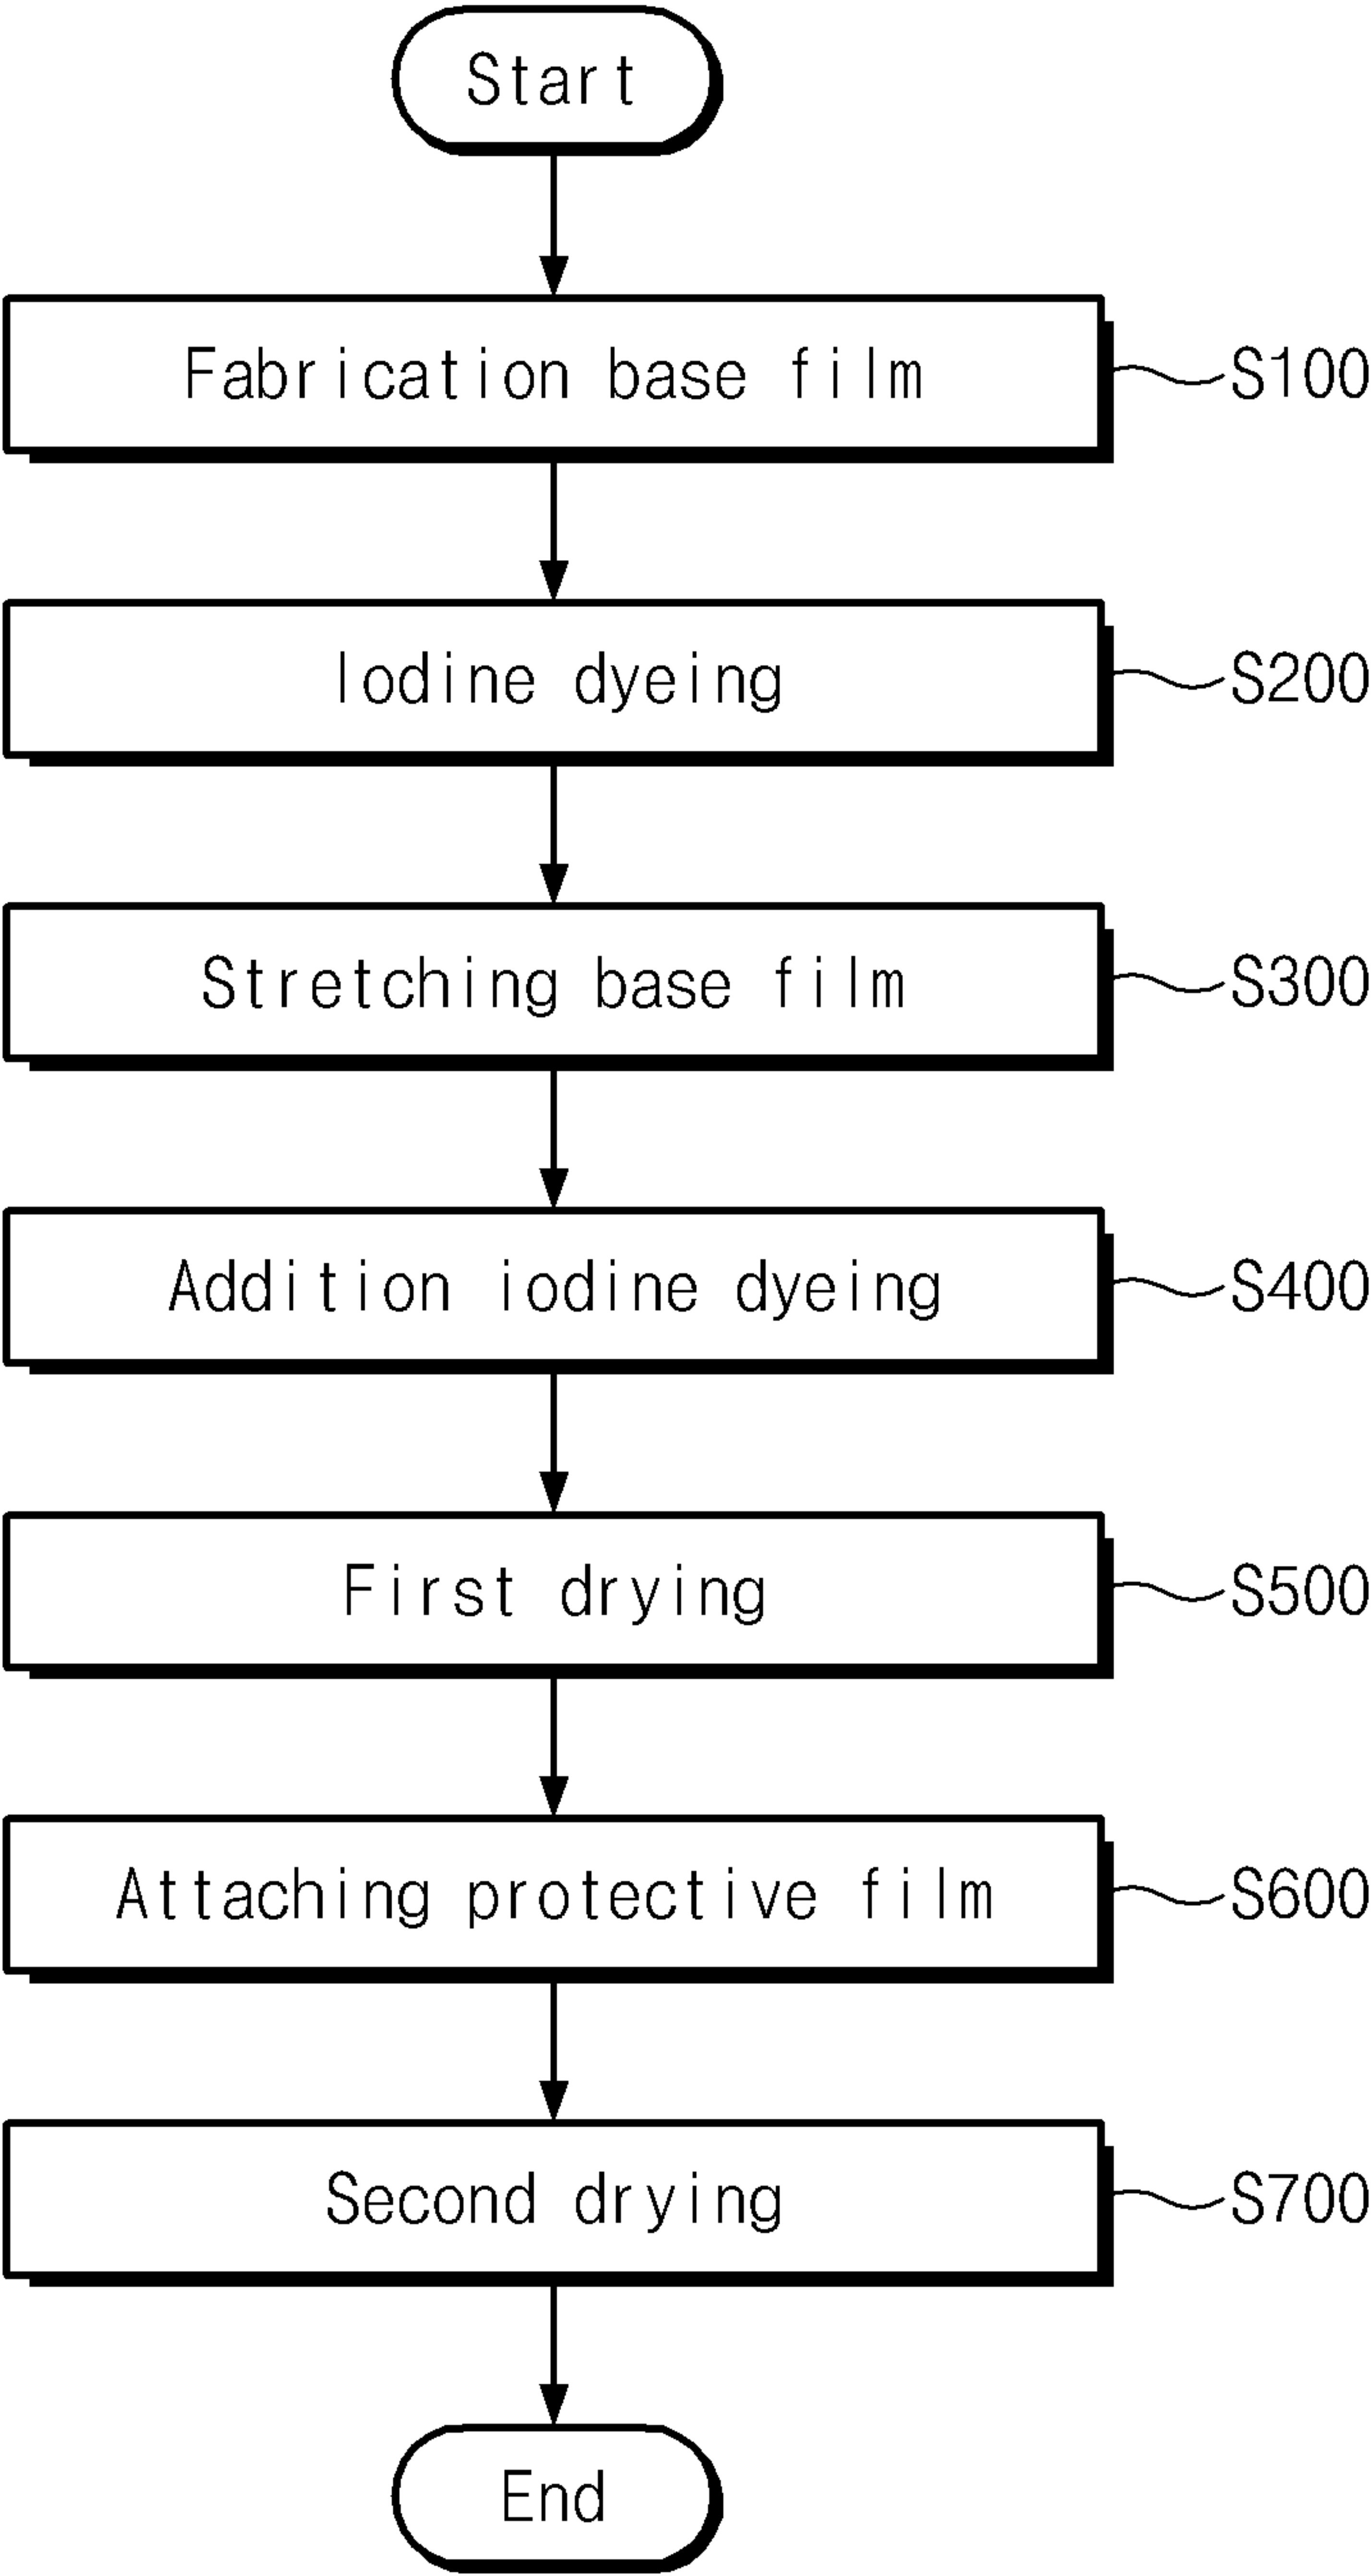 Start
Fabrication base film
S100
Iodine dyeing
S200
Stretching base film
S300
Addition iodine dyeing
S400
First drying
S500
Attaching protective film
S600
Second drying
S700
End